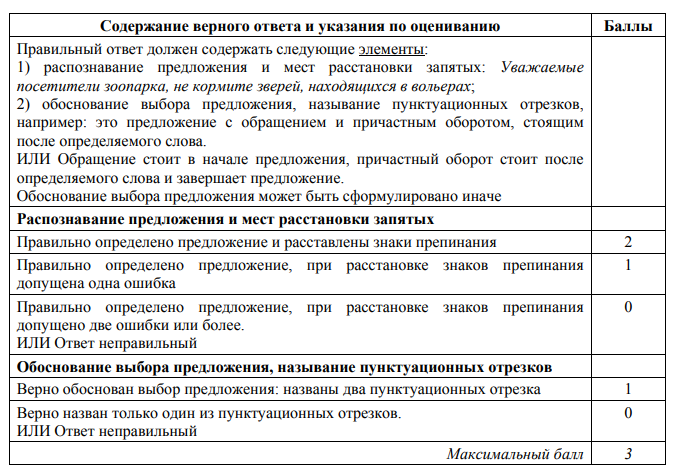 Содержание верного ответа и указания по оцениванию Баллы
Правильный ответ должен содержать следующие элементы:
1) распознавание предложения и мест расстановки запятых: Уважаемые
посетители зоопарка, не кормите зверей, находящихся в вольерах;
2) обоснование выбора предложения, называние пунктуационных отрезков,
например: это предложение с обращением и причастным оборотом, стоящим
после определяемого слова.
ИЛИ Обращение стоит в начале предложения, причастный оборот стоит после
определяемого слова и завершает предложение.
Обоснование выбора предложения может быть сформулировано иначе
Распознавание предложения и мест расстановки запятых
Правильно определено предложение и расставлены знаки препинания 2
Правильно определено предложение, при расстановке знаков препинания 1
допущена одна ошибка
Правильно определено предложение, при расстановке знаков препинания 0
допущено две ошибки или более.
ИЛИ Ответ неправильный
Обоснование выбора предложения, называние пунктуационных отрезков
Верно обоснован выбор предложения: названы два пунктуационных отрезка 1
Верно назван только один из пунктуационных отрезков. 0
ИЛИ Ответ неправильный
Максимальный балл 3